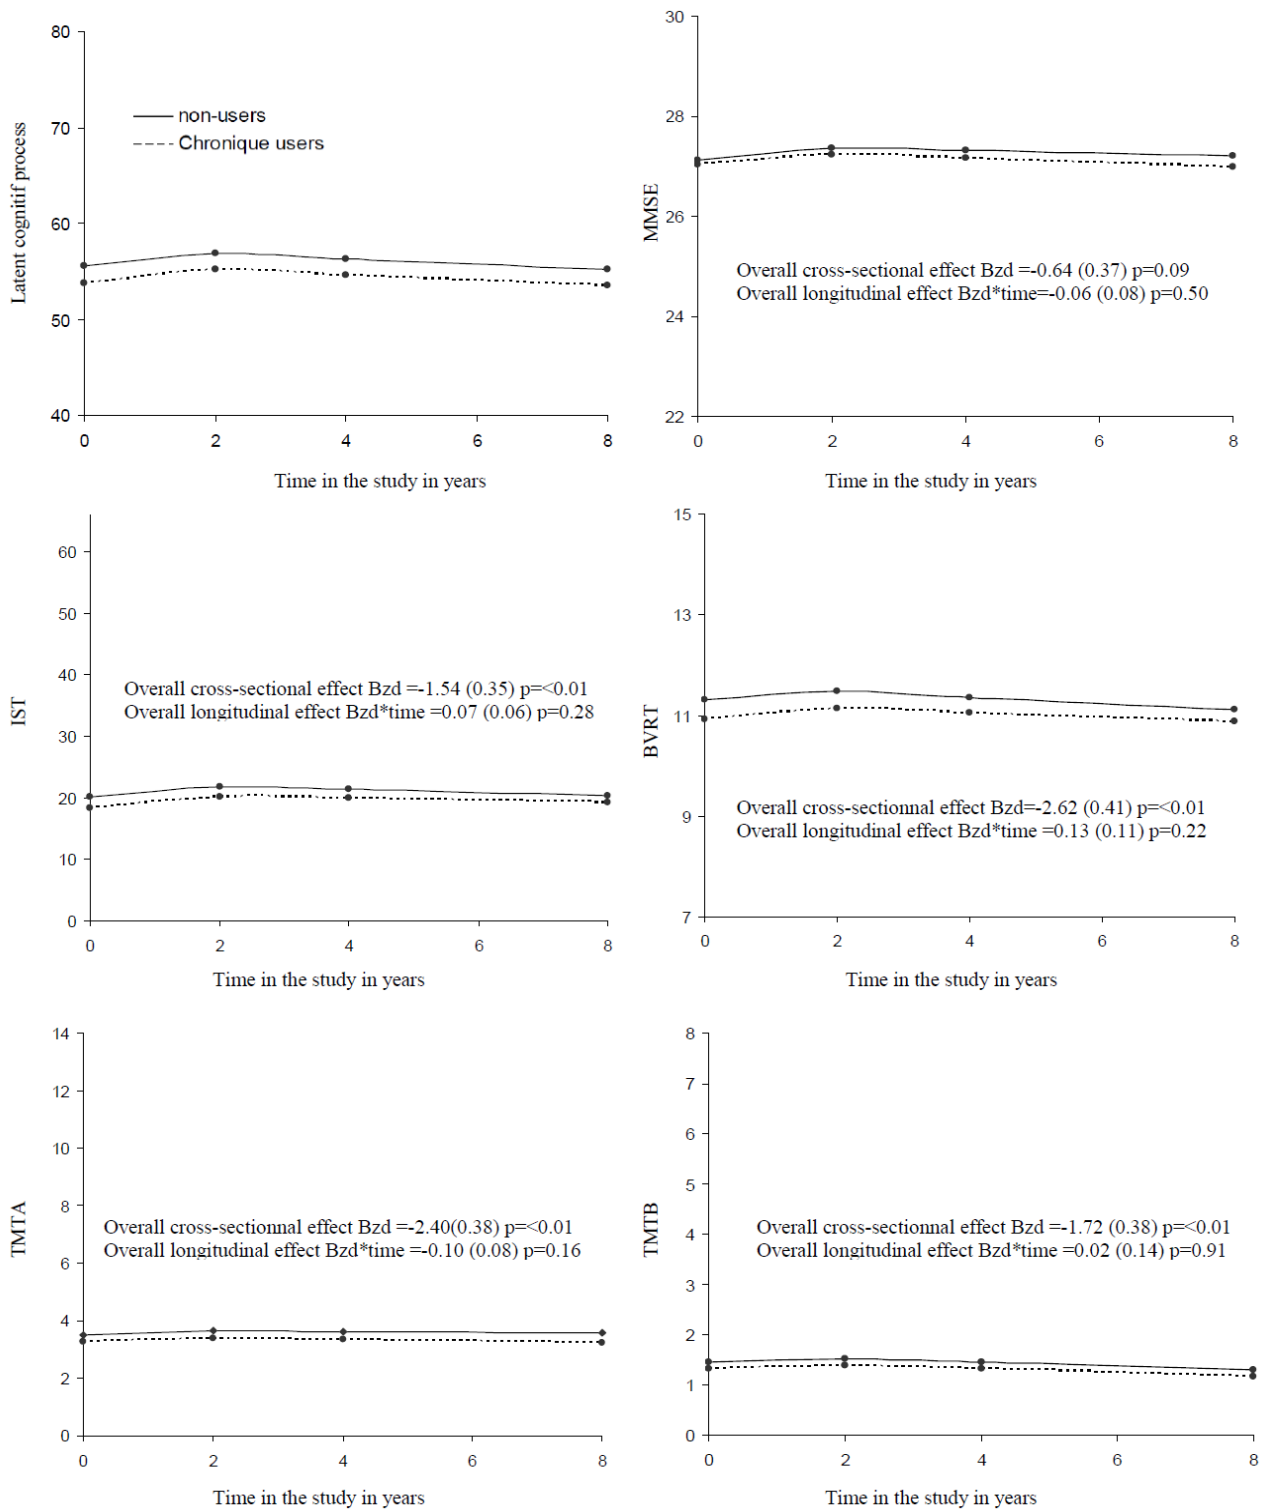 80
70
60
50
40
Latent cognitif process
non-users
Chronique users
0 2 4 6 8
Time in the study in years
30
28
26
24
22
MMSE
Overall cross-sectional effect Bzd =-0.64 (0.37) p=0.09
Overall longitudinal effect Bzd*time=-0.06 (0.08) p=0.50
0 2 4 6 8
Time in the study in years
60
50
40
30
20
10
0
IST
Overall cross-sectional effect Bzd =-1.54 (0.35) p=<0.01
Overall longitudinal effect Bzd*time =0.07 (0.06) p=0.28
0 2 4 6 8
Time in the study in years
15
13
11
9
7
BVRT
Overall cross-sectionnal effect Bzd=-2.62 (0.41) p=<0.01
Overall longitudinal effect Bzd*time =0.13 (0.11) p=0.22
0 2 4 6 8
Time in the study in years
14
12
10
8
6
4
2
0
TMTA
Overall cross-sectionnal effect Bzd =-2.40(0.38) p=<0.01
Overall longitudinal effect Bzd*time =-0.10 (0.08) p=0.16
0 2 4 6 8
Time in the study in years
8
7
6
5
4
3
2
1
0
TMTB
Overall cross-sectionnal effect Bzd =-1.72 (0.38) p=<0.01
Overall longitudinal effect Bzd*time =0.02 (0.14) p=0.91
0 2 4 6 8
Time in the study in years